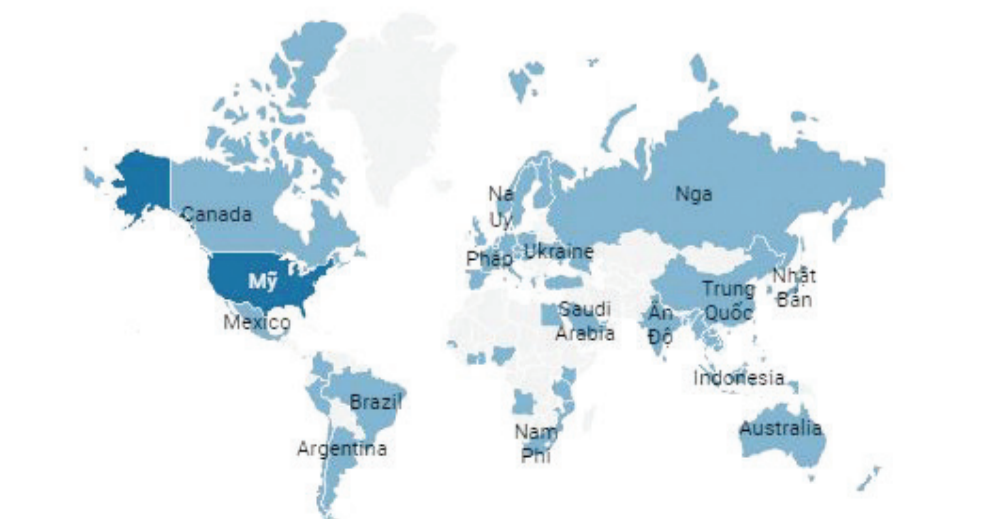 Canada
Mỹ
Mexico
Brazil
Argentina
Na
Uy
Pháp
Ukraine
Nga
Saudi
Arabia
Ấn
Độ
Trung
Quốc
Nhật
Bản
Indonesia
Nam
Phi
Australia